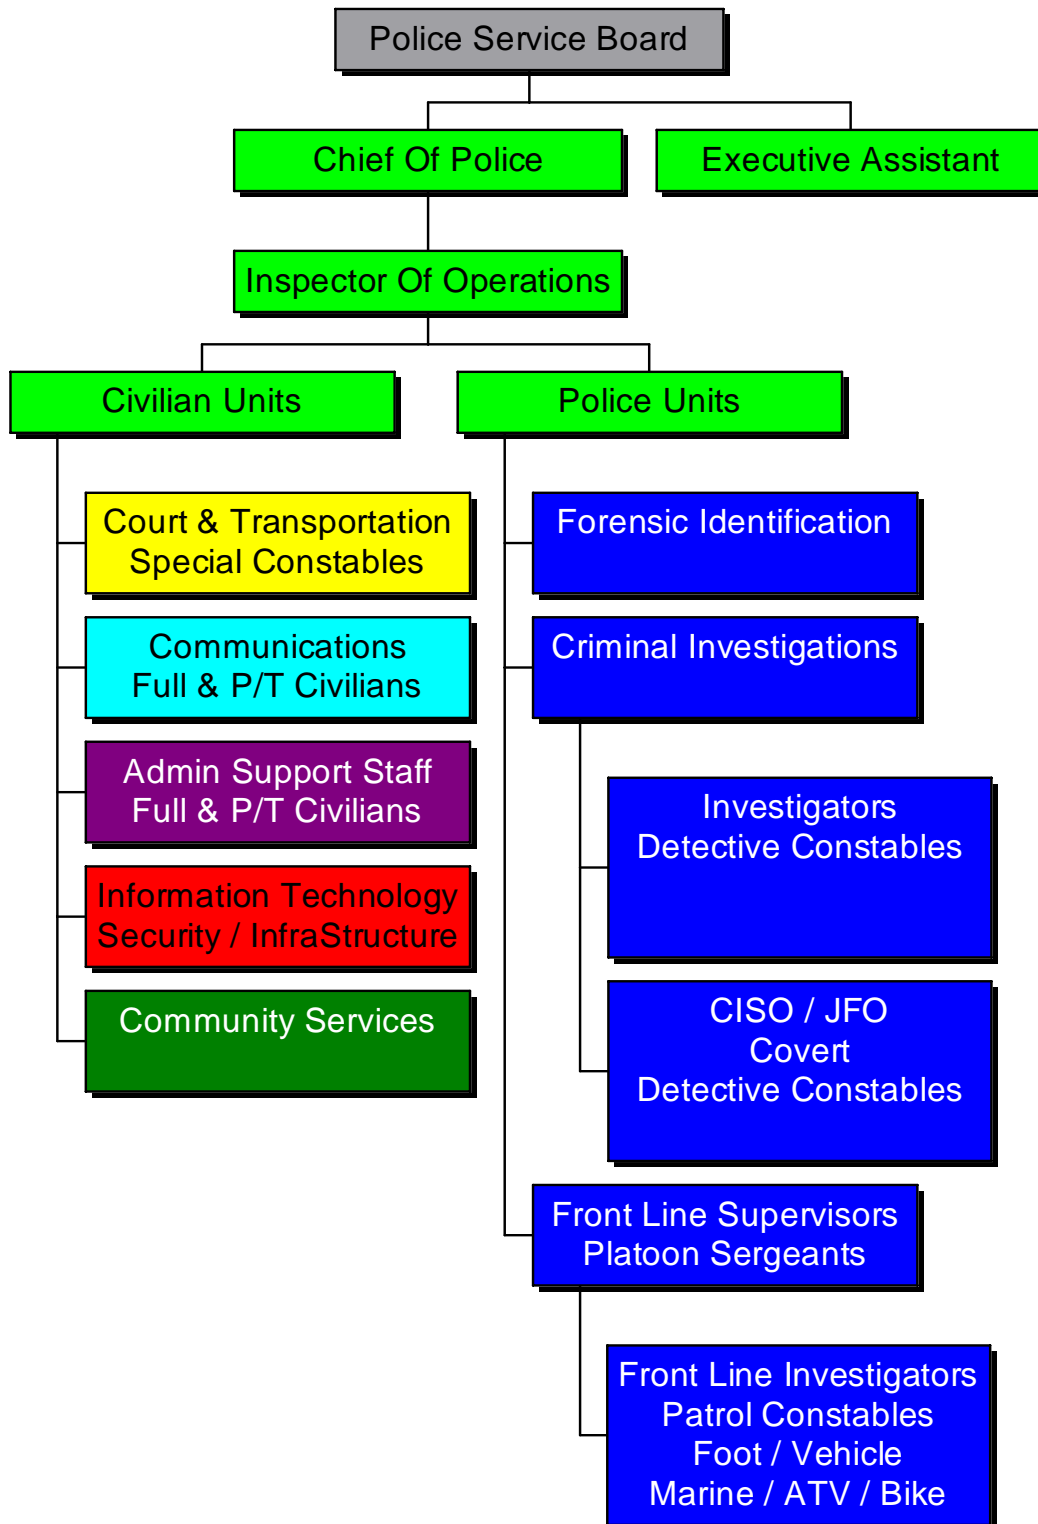 Police Service Board
Chief Of Police
Executive Assistant
Inspector Of Operations
Civilian Units
Police Units
Court & Transportation
Special Constables
Communications
Full & P/T Civilians
Admin Support Staff
Full & P/T Civilians
Information Technology
Security / InfraStructure
Community Services
Forensic Identification
Criminal Investigations
Investigators
Detective Constables
CISO / JFO
Covert
Detective Constables
Front Line Supervisors
Platoon Sergeants
Front Line Investigators
Patrol Constables
Foot / Vehicle
Marine / ATV / Bike